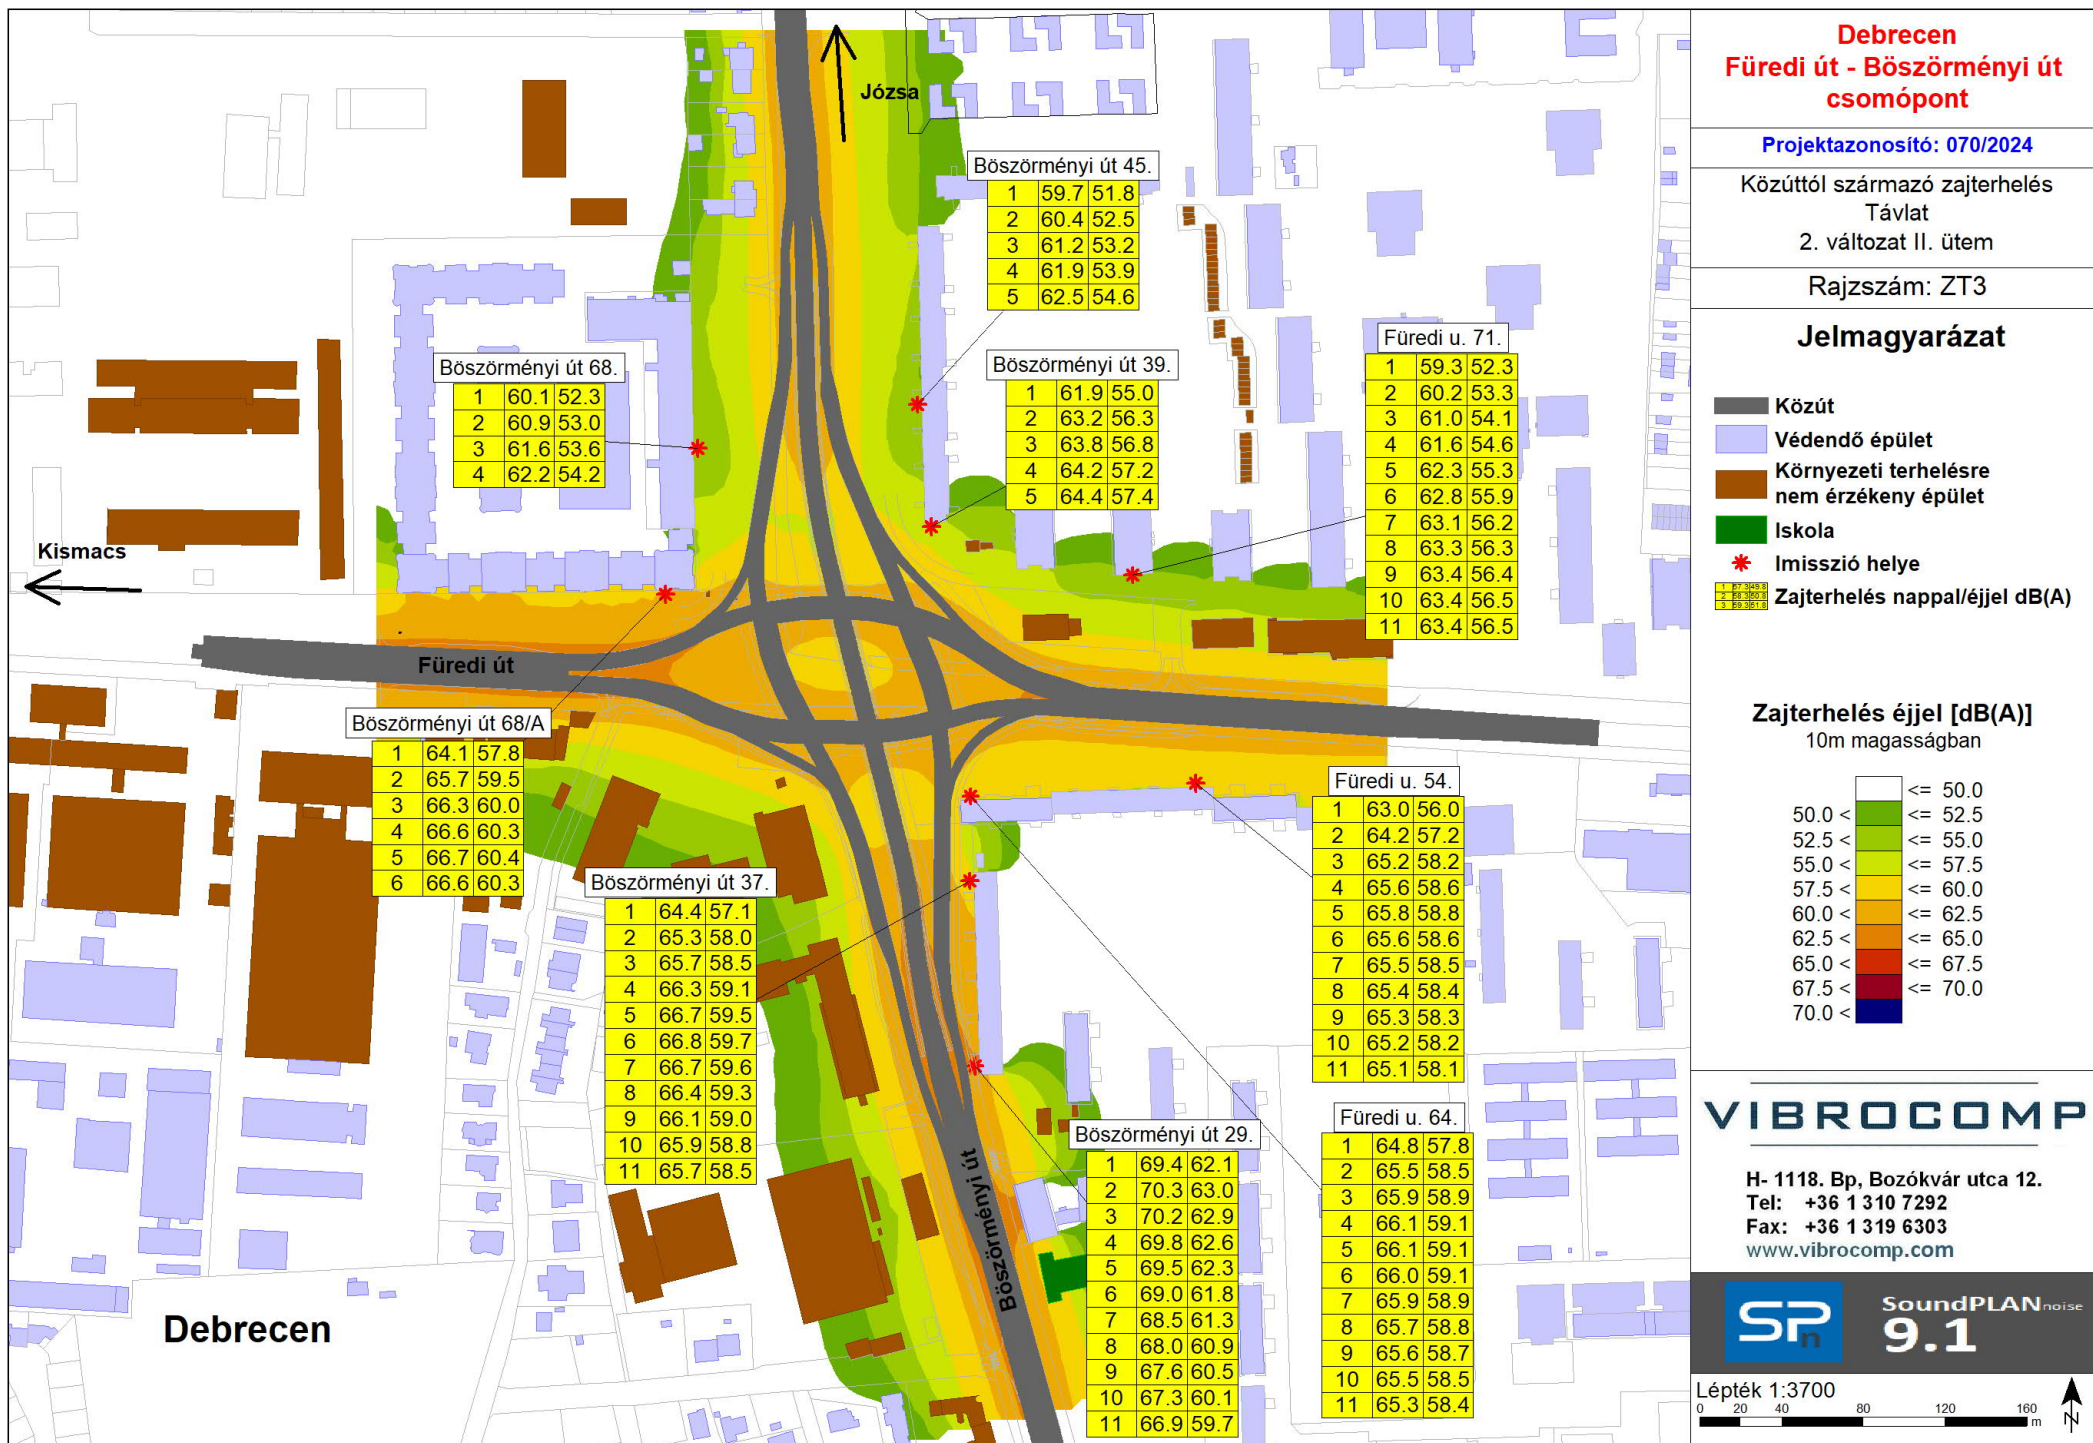 Debrecen
Füredi út - Böszörményi út
csomópont
Projektazonosító: 070/2024
Közúttól származó zajterhelés
Távlat
2. változat II. ütem
Rajzszám: ZT3
Jelmagyarázat
Közút
Védendő épület
Környezeti terhelésre
nem érzékeny épület
Iskola
Imisszió helye
1 57.3 49.8
2 58.3 50.8
3 59.3 51.8
Zajterhelés nappal/éjjel dB(A)
Zajterhelés éjjel [dB(A)]
10m magasságban
<= 50.0
50.0 < <= 52.5
52.5 < <= 55.0
55.0 < <= 57.5
57.5 < <= 60.0
60.0 < <= 62.5
62.5 < <= 65.0
65.0 < <= 67.5
67.5 < <= 70.0
70.0 <
VIBROCOMP
H- 1118. Bp, Bozókvár utca 12.
Tel: +36 1 310 7292
Fax: +36 1 319 6303
www.vibrocomp.com
SPn
SoundPLANnoise
9.1
Lépték 1:3700
0 20 40 80 120 160
m
N
Józsa
Kismacs
Füredi út
Böszörményi út
Debrecen
Böszörményi út 45.
1 59.7 51.8
2 60.4 52.5
3 61.2 53.2
4 61.9 53.9
5 62.5 54.6
Böszörményi út 68.
1 60.1 52.3
2 60.9 53.0
3 61.6 53.6
4 62.2 54.2
Böszörményi út 39.
1 61.9 55.0
2 63.2 56.3
3 63.8 56.8
4 64.2 57.2
5 64.4 57.4
Füredi u. 71.
1 59.3 52.3
2 60.2 53.3
3 61.0 54.1
4 61.6 54.6
5 62.3 55.3
6 62.8 55.9
7 63.1 56.2
8 63.3 56.3
9 63.4 56.4
10 63.4 56.5
11 63.4 56.5
Böszörményi út 68/A
1 64.1 57.8
2 65.7 59.5
3 66.3 60.0
4 66.6 60.3
5 66.7 60.4
6 66.6 60.3
Böszörményi út 37.
1 64.4 57.1
2 65.3 58.0
3 65.7 58.5
4 66.3 59.1
5 66.7 59.5
6 66.8 59.7
7 66.7 59.6
8 66.4 59.3
9 66.1 59.0
10 65.9 58.8
11 65.7 58.5
Füredi u. 54.
1 63.0 56.0
2 64.2 57.2
3 65.2 58.2
4 65.6 58.6
5 65.8 58.8
6 65.6 58.6
7 65.5 58.5
8 65.4 58.4
9 65.3 58.3
10 65.2 58.2
11 65.1 58.1
Böszörményi út 29.
1 69.4 62.1
2 70.3 63.0
3 70.2 62.9
4 69.8 62.6
5 69.5 62.3
6 69.0 61.8
7 68.5 61.3
8 68.0 60.9
9 67.6 60.5
10 67.3 60.1
11 66.9 59.7
Füredi u. 64.
1 64.8 57.8
2 65.5 58.5
3 65.9 58.9
4 66.1 59.1
5 66.1 59.1
6 66.0 59.1
7 65.9 58.9
8 65.7 58.8
9 65.6 58.7
10 65.5 58.5
11 65.3 58.4